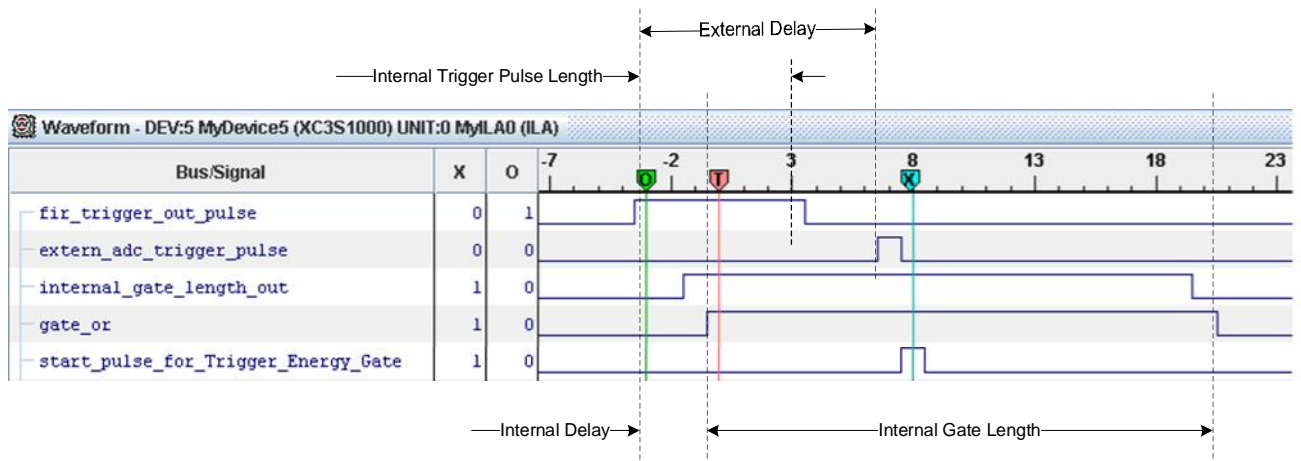 External Delay
Internal Trigger Pulse Length
Waveform - DEV:5 MyDevice5 (XC3S1000) UNIT:0 MyILA0 (ILA)
Bus/Signal X O -7 -2 3 8 13 18 23
O T X
fir_trigger_out_pulse 0 1
extern_adc_trigger_pulse 0 0
internal_gate_length_out 1 0
gate_or 1 0
start_pulse_for_Trigger_Energy_Gate 1 0
Internal Delay Internal Gate Length